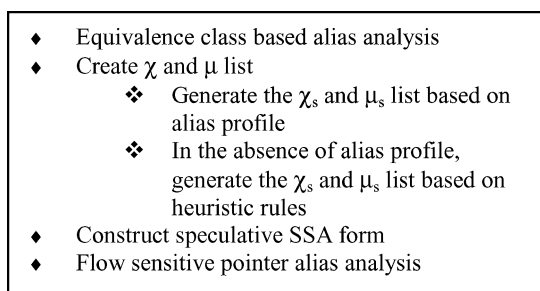 ♦ Equivalence class based alias analysis
♦ Create χ and μ list
❖ Generate the χs and μs list based on
alias profile
❖ In the absence of alias profile,
generate the χs and μs list based on
heuristic rules
♦ Construct speculative SSA form
♦ Flow sensitive pointer alias analysis